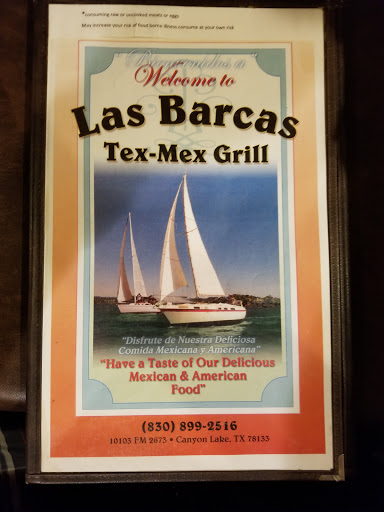 *consuming raw or uncooked meats or eggs
May increase your risk of food borne illness consume at your own risk
"Bienvenidos a"
Welcome to
Las Barcas
Tex-Mex Grill
"Disfrute de Nuestra Deliciosa
Comida Mexicana y Americana"
"Have a Taste of Our Delicious
Mexican & American
Food"
(830) 899-2516
10103 FM 2673 • Canyon Lake, TX 78133